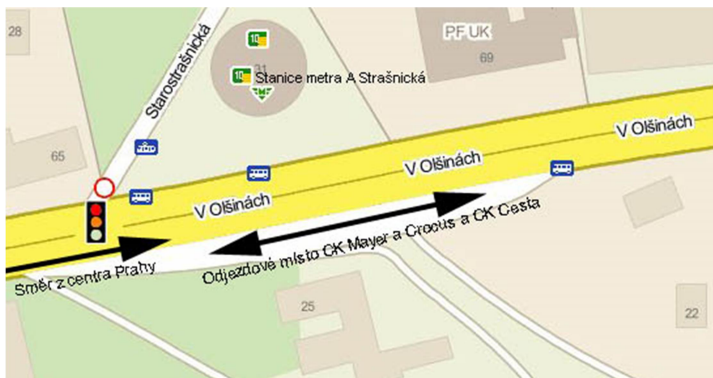 28
PF UK
69
Starostrašnická
10
31
10
Stanice metra A Strašnická
65
V Olšinách
V Olšinách
V Olšinách
Odjezdové místo CK Mayer a Crocus a CK Cesta
Směr z centra Prahy
25
22